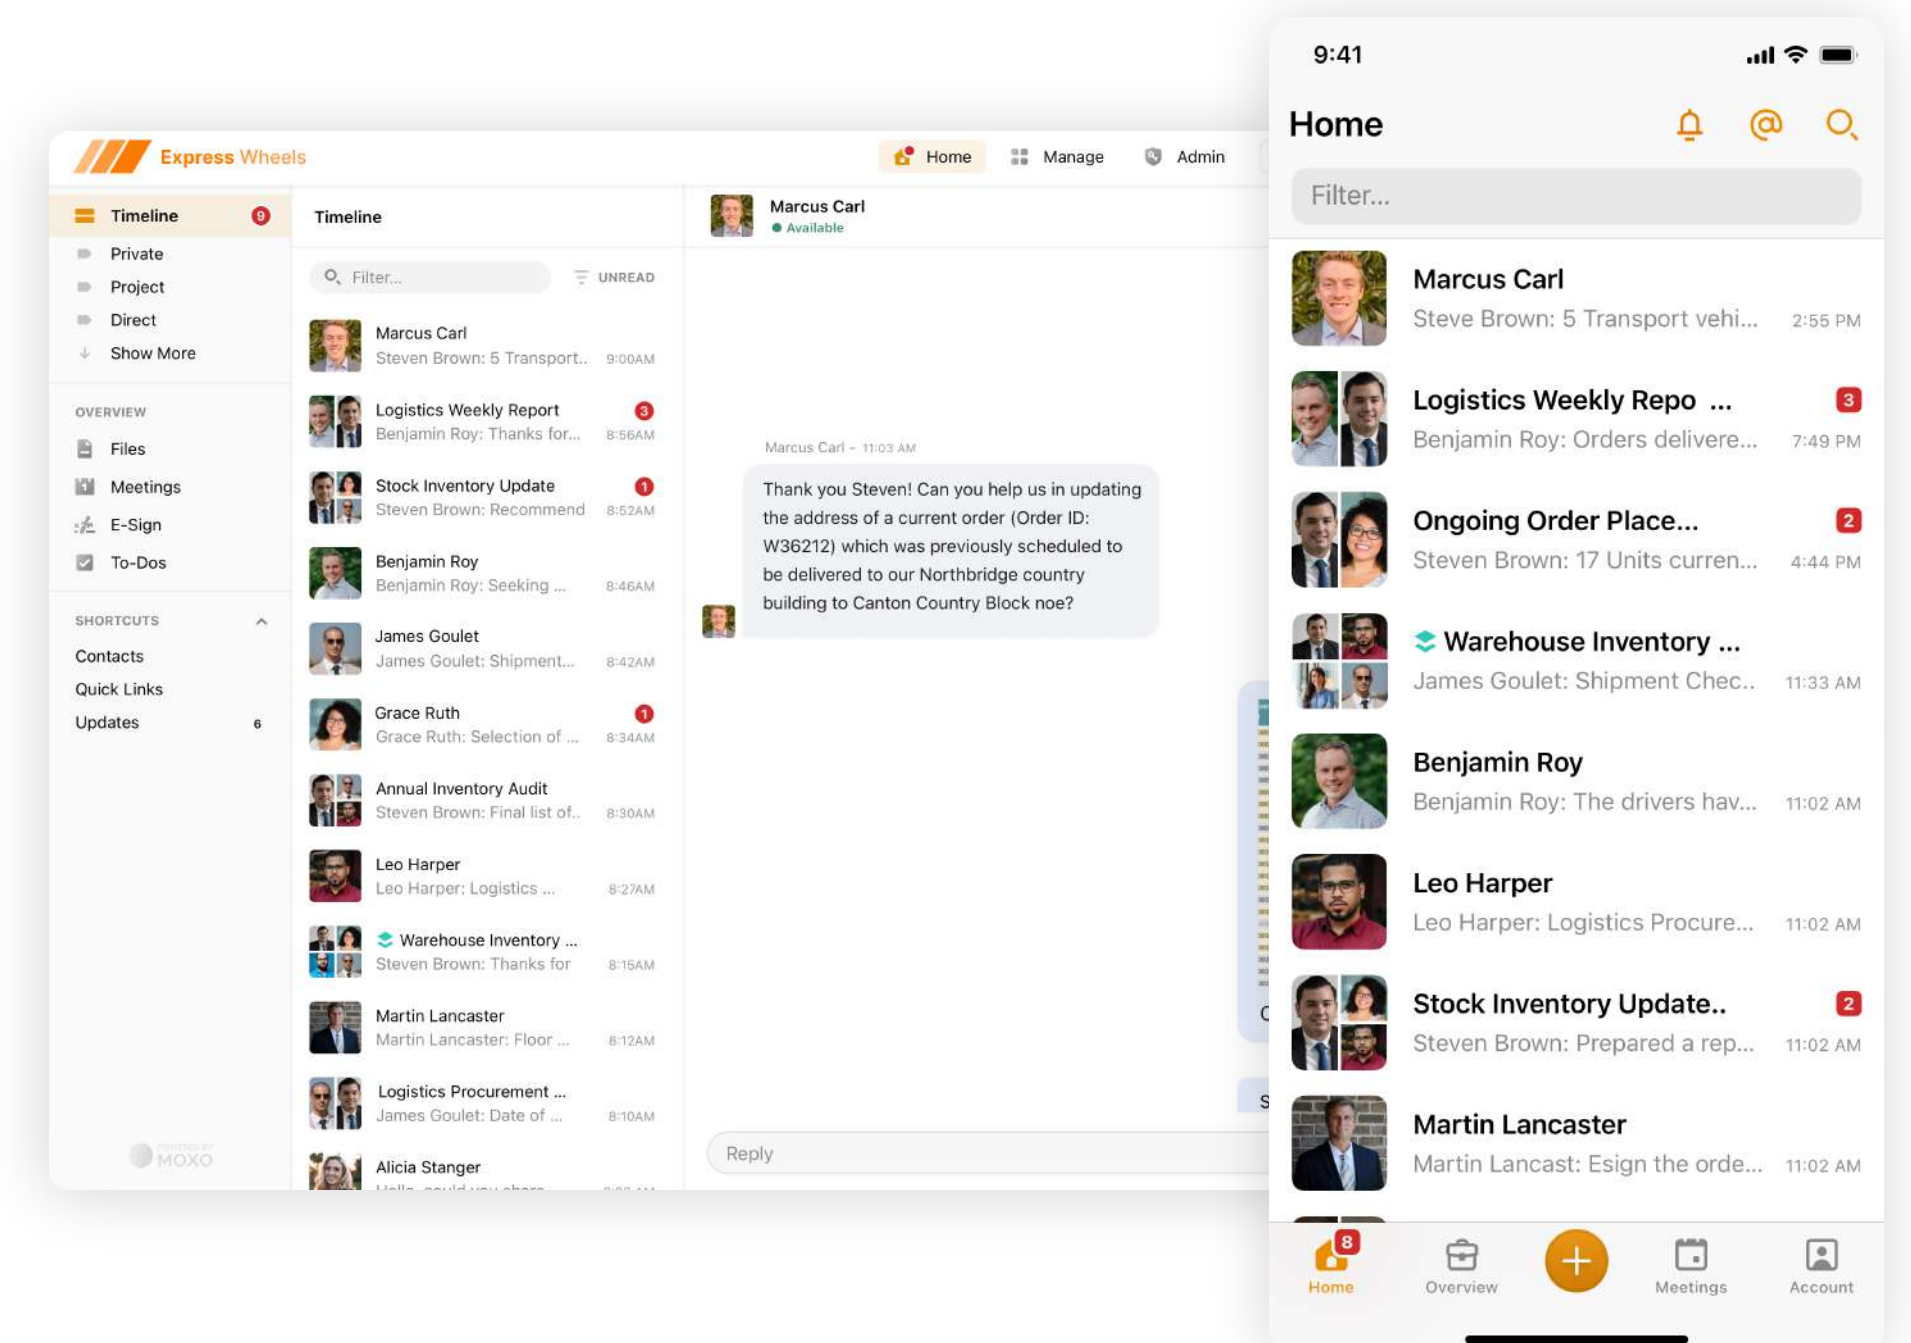 Express Wheels
Home
Manage
Admin
Timeline
9
Private
Project
Direct
Show More
OVERVIEW
Files
Meetings
E-Sign
To-Dos
SHORTCUTS
Contacts
Quick Links
Updates
6
POWERED BY
MOXO
Timeline
Filter...
UNREAD
Marcus Carl
Steven Brown: 5 Transport..
9:00AM
Logistics Weekly Report
3
Benjamin Roy: Thanks for...
8:56AM
Stock Inventory Update
1
Steven Brown: Recommend
8:52AM
Benjamin Roy
Benjamin Roy: Seeking ...
8:46AM
James Goulet
James Goulet: Shipment...
8:42AM
Grace Ruth
1
Grace Ruth: Selection of ...
8:34AM
Annual Inventory Audit
Steven Brown: Final list of..
8:30AM
Leo Harper
Leo Harper: Logistics ...
8:27AM
Warehouse Inventory ...
Steven Brown: Thanks for
8:15AM
Martin Lancaster
Martin Lancaster: Floor ...
8:12AM
Logistics Procurement ...
James Goulet: Date of ...
8:10AM
Alicia Stanger
Marcus Carl
Available
Marcus Carl - 11:03 AM
Thank you Steven! Can you help us in updating
the address of a current order (Order ID:
W36212) which was previously scheduled to
be delivered to our Northbridge country
building to Canton Country Block noe?
Reply
9:41
Home
Filter...
Marcus Carl
Steve Brown: 5 Transport vehi...
2:55 PM
Logistics Weekly Repo ...
3
Benjamin Roy: Orders delivere...
7:49 PM
Ongoing Order Place...
2
Steven Brown: 17 Units curren...
4:44 PM
Warehouse Inventory ...
James Goulet: Shipment Chec..
11:33 AM
Benjamin Roy
Benjamin Roy: The drivers hav...
11:02 AM
Leo Harper
Leo Harper: Logistics Procure...
11:02 AM
Stock Inventory Update..
2
Steven Brown: Prepared a rep...
11:02 AM
Martin Lancaster
Martin Lancast: Esign the orde...
11:02 AM
8
Home
Overview
Meetings
Account